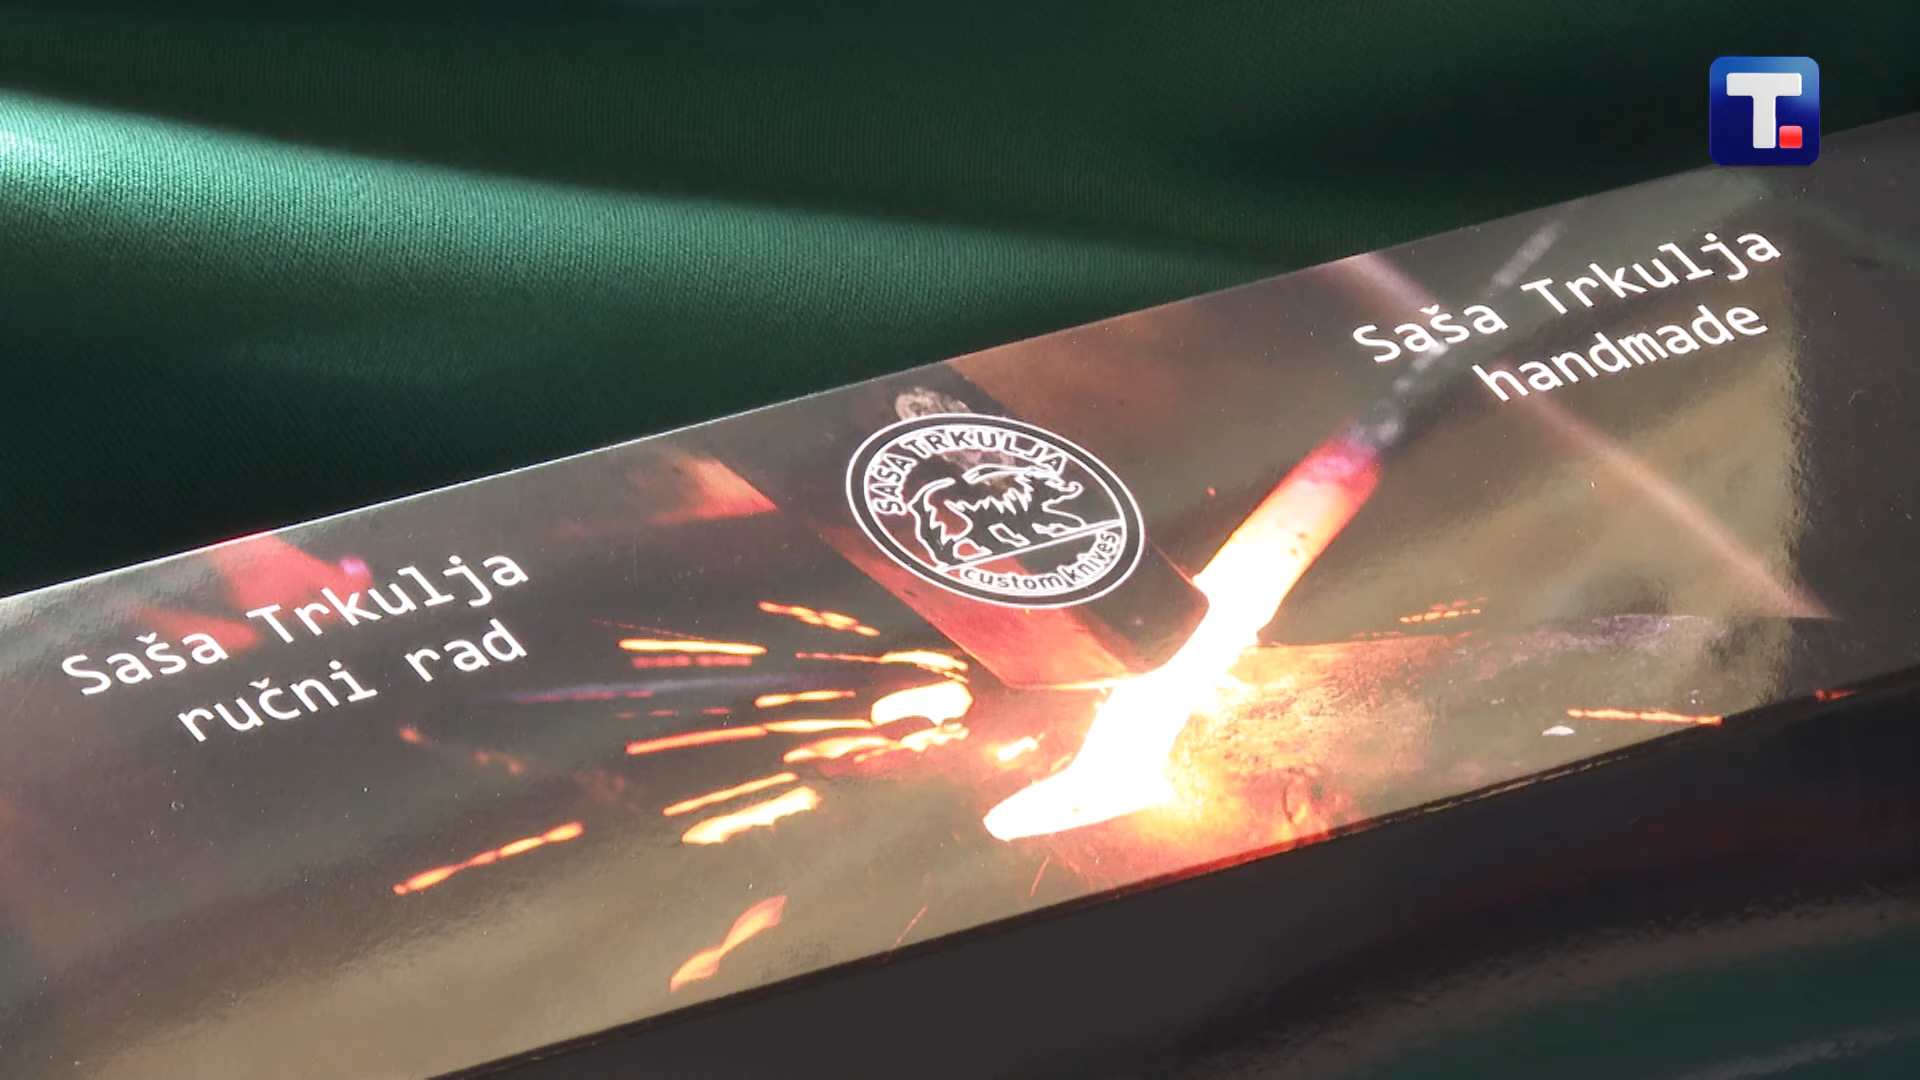 Saša Trkulja
ručni rad
SAŠA TRKULJA
custom knives
Saša Trkulja
handmade
T.